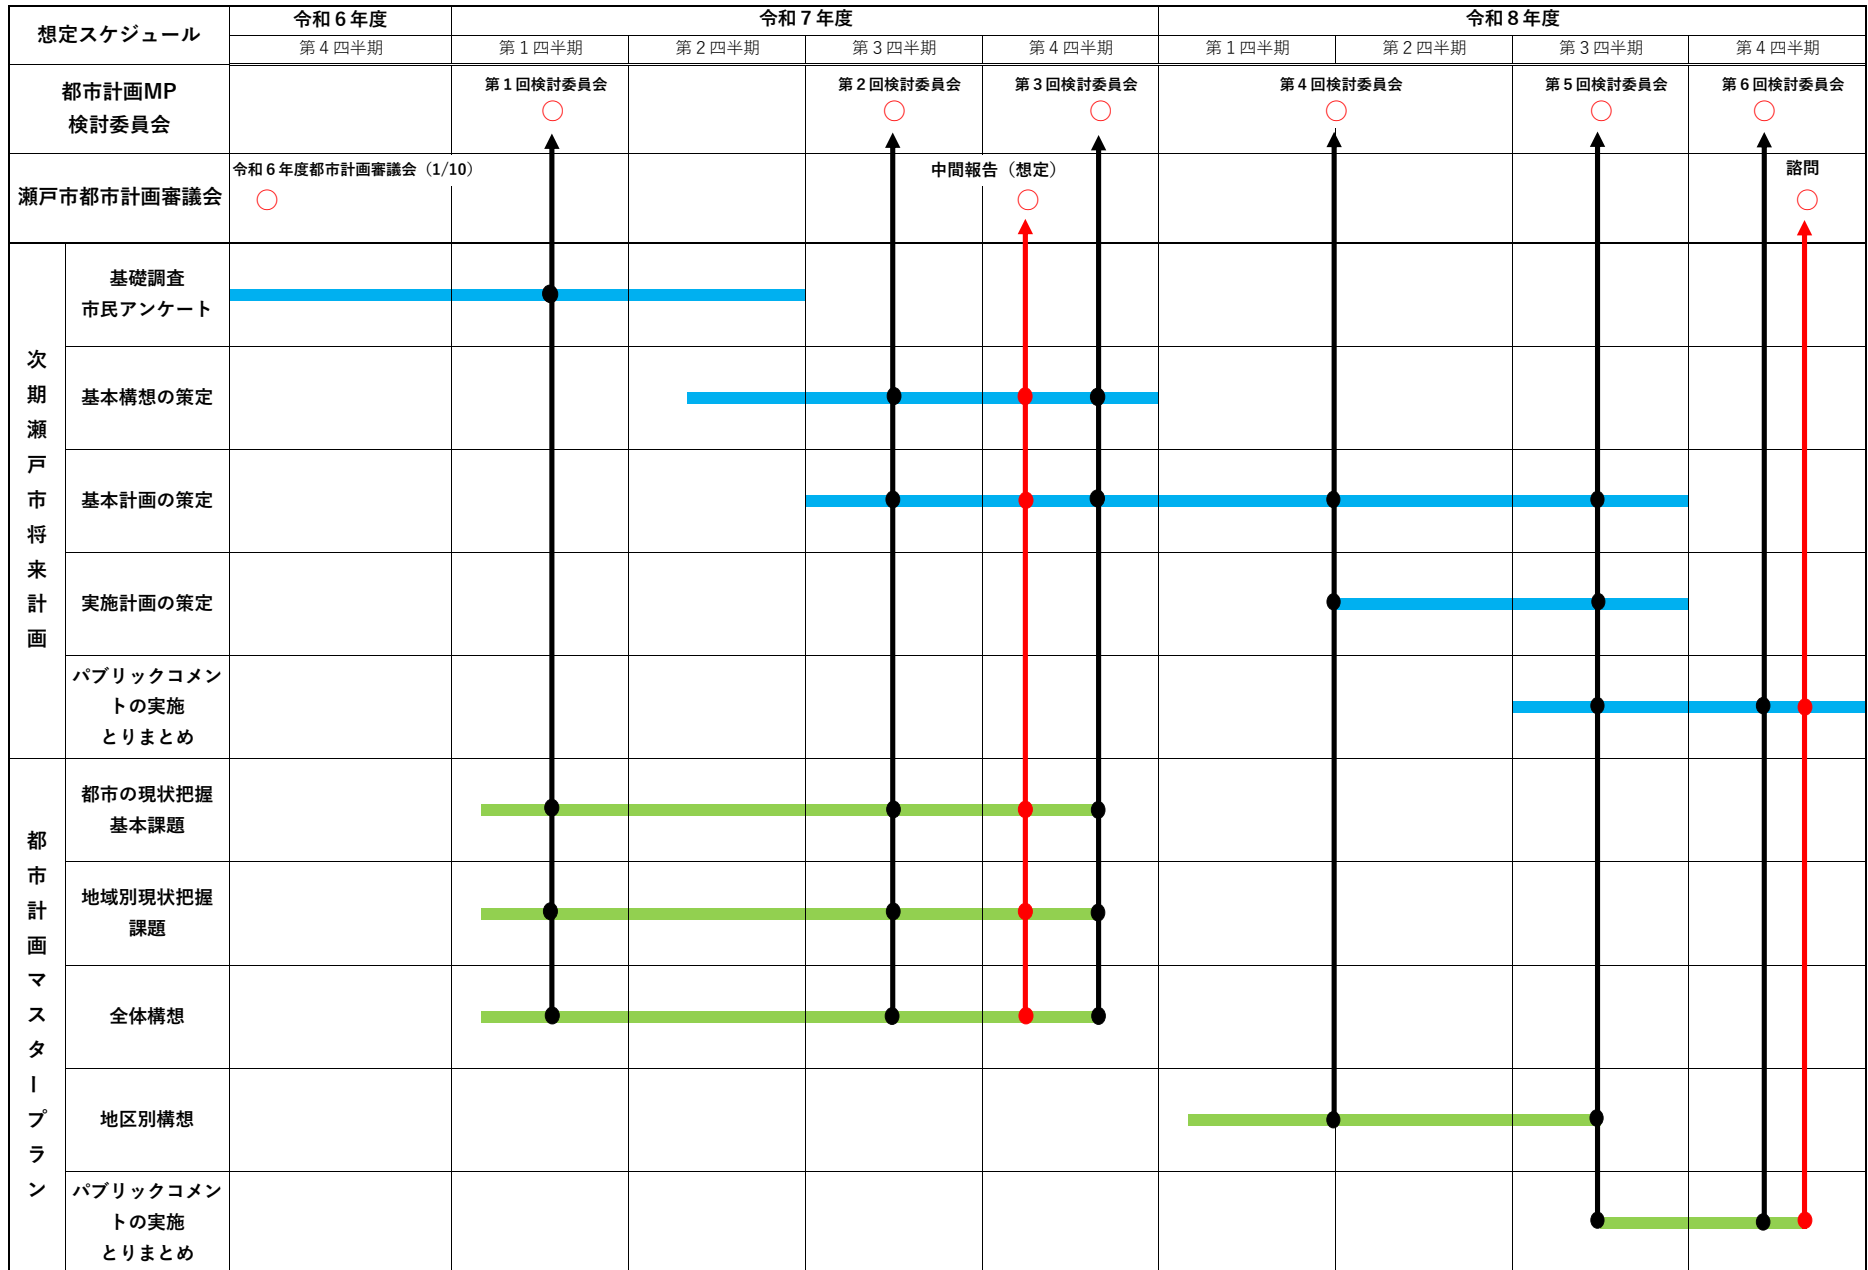 想定スケジュール
令和６年度
令和７年度
令和８年度
第４四半期
第１四半期
第２四半期
第３四半期
第４四半期
第１四半期
第２四半期
第３四半期
第４四半期
都市計画MP
検討委員会
第１回検討委員会
第２回検討委員会
第３回検討委員会
第４回検討委員会
第５回検討委員会
第６回検討委員会
瀬戸市都市計画審議会
令和６年度都市計画審議会（1/10）
中間報告（想定）
諮問
次期瀬戸市将来計画
基礎調査
市民アンケート
基本構想の策定
基本計画の策定
実施計画の策定
パブリックコメン
トの実施
とりまとめ
都市計画マスタープラン
都市の現状把握
基本課題
地域別現状把握
課題
全体構想
地区別構想
パブリックコメン
トの実施
とりまとめ